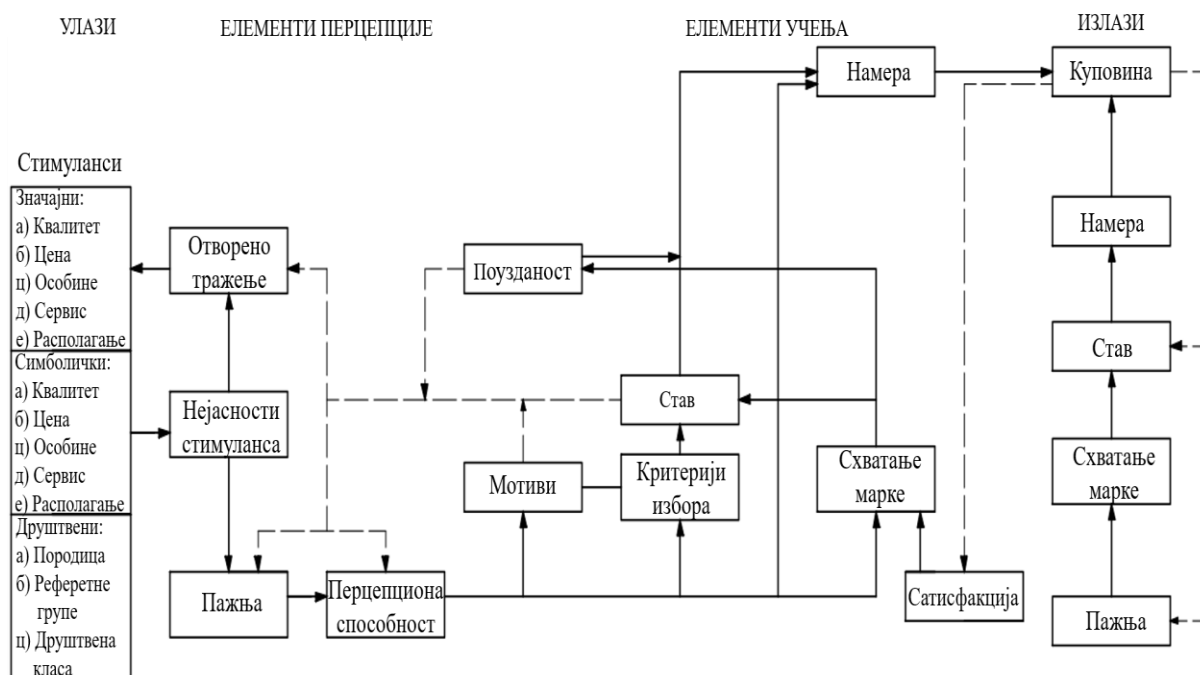 УЛАЗИ
ЕЛЕМЕНТИ ПЕРЦЕПЦИЈЕ
ЕЛЕМЕНТИ УЧЕЊА
ИЗЛАЗИ
Стимуланси
Значајни:
а) Квалитет
б) Цена
ц) Особине
д) Сервис
е) Располагање
Симболички:
а) Квалитет
б) Цена
ц) Особине
д) Сервис
е) Располагање
Друштвени:
а) Породица
б) Реферетне
групе
ц) Друштвена
класа
Отворено
тражење
Нејасности
стимуланса
Пажња
Перцепциона
способност
Поузданост
Мотиви
Став
Критерији
избора
Намера
Схватање
марке
Сатисфакција
Куповина
Намера
Став
Схватање
марке
Пажња